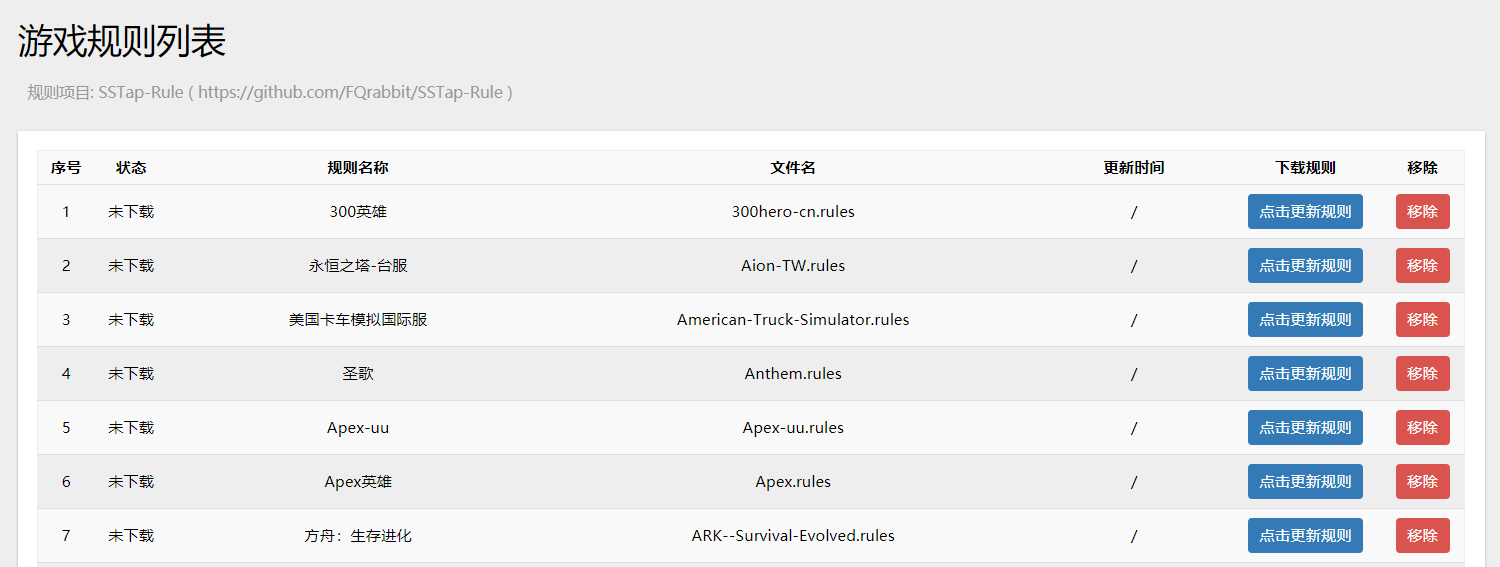 游戏规则列表
规则项目: SSTap-Rule ( https://github.com/FQrabbit/SSTap-Rule )
序号 状态 规则名称 文件名 更新时间 下载规则 移除
1 未下载 300英雄 300hero-cn.rules / 点击更新规则 移除
2 未下载 永恒之塔-台服 Aion-TW.rules / 点击更新规则 移除
3 未下载 美国卡车模拟国际服 American-Truck-Simulator.rules / 点击更新规则 移除
4 未下载 圣歌 Anthem.rules / 点击更新规则 移除
5 未下载 Apex-uu Apex-uu.rules / 点击更新规则 移除
6 未下载 Apex英雄 Apex.rules / 点击更新规则 移除
7 未下载 方舟：生存进化 ARK--Survival-Evolved.rules / 点击更新规则 移除